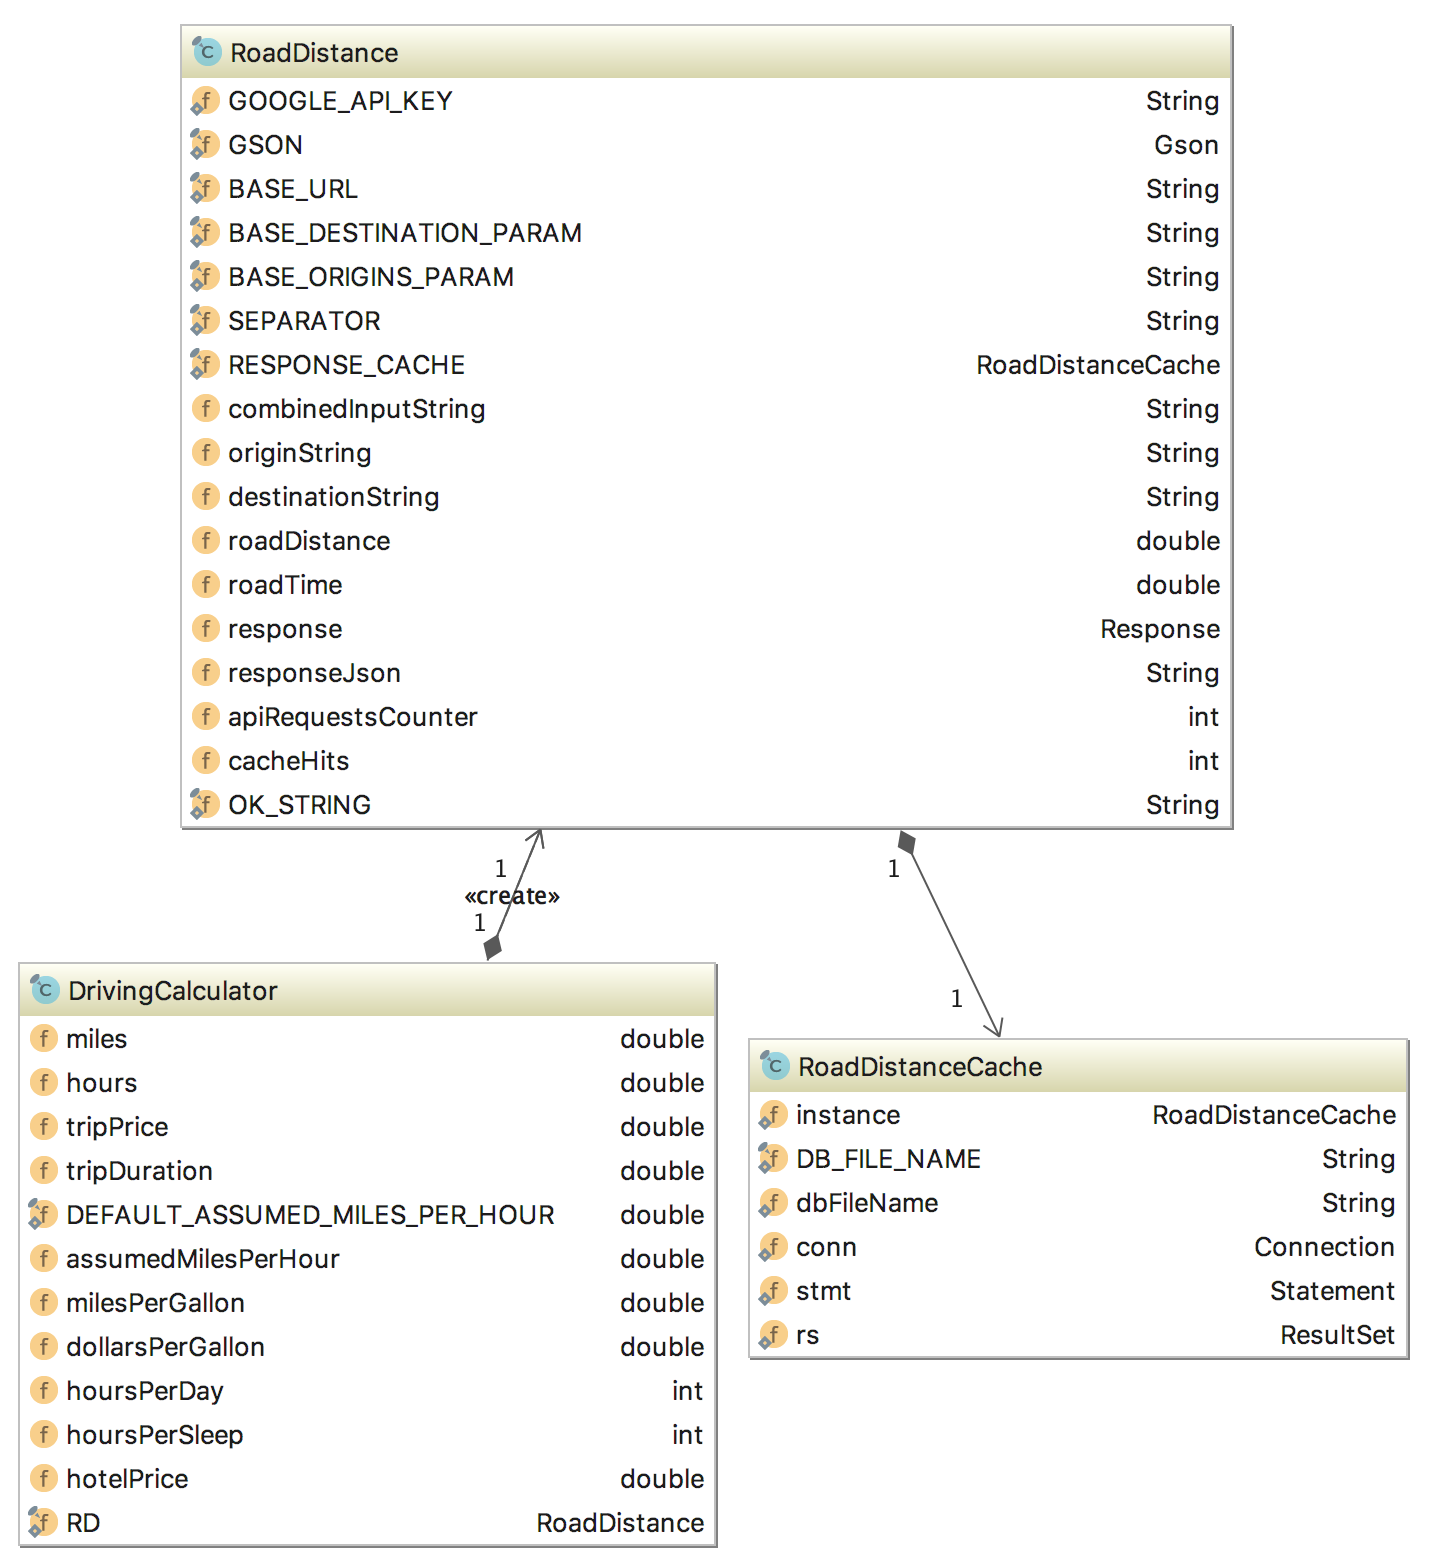 RoadDistance
GOOGLE_API_KEY String
GSON Gson
BASE_URL String
BASE_DESTINATION_PARAM String
BASE_ORIGINS_PARAM String
SEPARATOR String
RESPONSE_CACHE RoadDistanceCache
combinedInputString String
originString String
destinationString String
roadDistance double
roadTime double
response Response
responseJson String
apiRequestsCounter int
cacheHits int
OK_STRING String
1
«create»
1
1
1
DrivingCalculator
miles double
hours double
tripPrice double
tripDuration double
DEFAULT_ASSUMED_MILES_PER_HOUR double
assumedMilesPerHour double
milesPerGallon double
dollarsPerGallon double
hoursPerDay int
hoursPerSleep int
hotelPrice double
RD RoadDistance
RoadDistanceCache
instance RoadDistanceCache
DB_FILE_NAME String
dbFileName String
conn Connection
stmt Statement
rs ResultSet